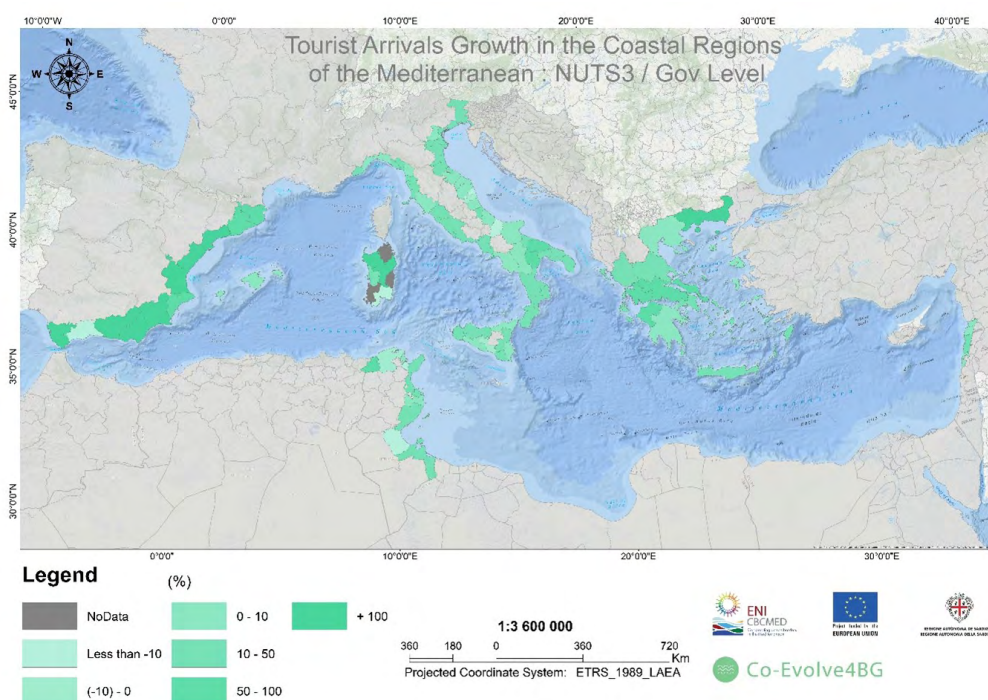 10°0'0"W
0°0'0"
10°0'0"E
20°0'0"E
30°0'0"E
40°0'0"E
Tourist Arrivals Growth in the Coastal Regions
of the Mediterranean : NUTS3 / Gov Level
N
W
E
S
45°0'0"N
40°0'0"N
35°0'0"N
30°0'0"N
0°0'0"
10°0'0"E
20°0'0"E
30°0'0"E
Legend
(%)
NoData
Less than -10
(-10) - 0
0 - 10
10 - 50
50 - 100
+ 100
1:3 600 000
360 180 0 360 720
Km
Projected Coordinate System: ETRS_1989_LAEA
ENI
CBCMED
EUROPEAN UNION
REGIONE AUTONOMA DELLA
Co-Evolve4BG